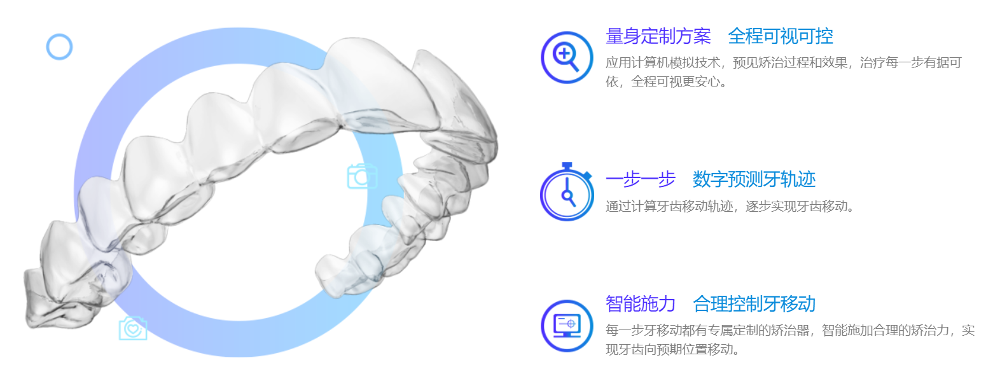 量身定制方案 全程可视可控
应用计算机模拟技术，预见矫治过程和效果，治疗每一步有据可
依，全程可视更安心。
一步一步 数字预测牙轨迹
通过计算牙齿移动轨迹，逐步实现牙齿移动。
智能施力 合理控制牙移动
每一步牙移动都有专属定制的矫治器，智能施加合理的矫治力，实
现牙齿向预期位置移动。